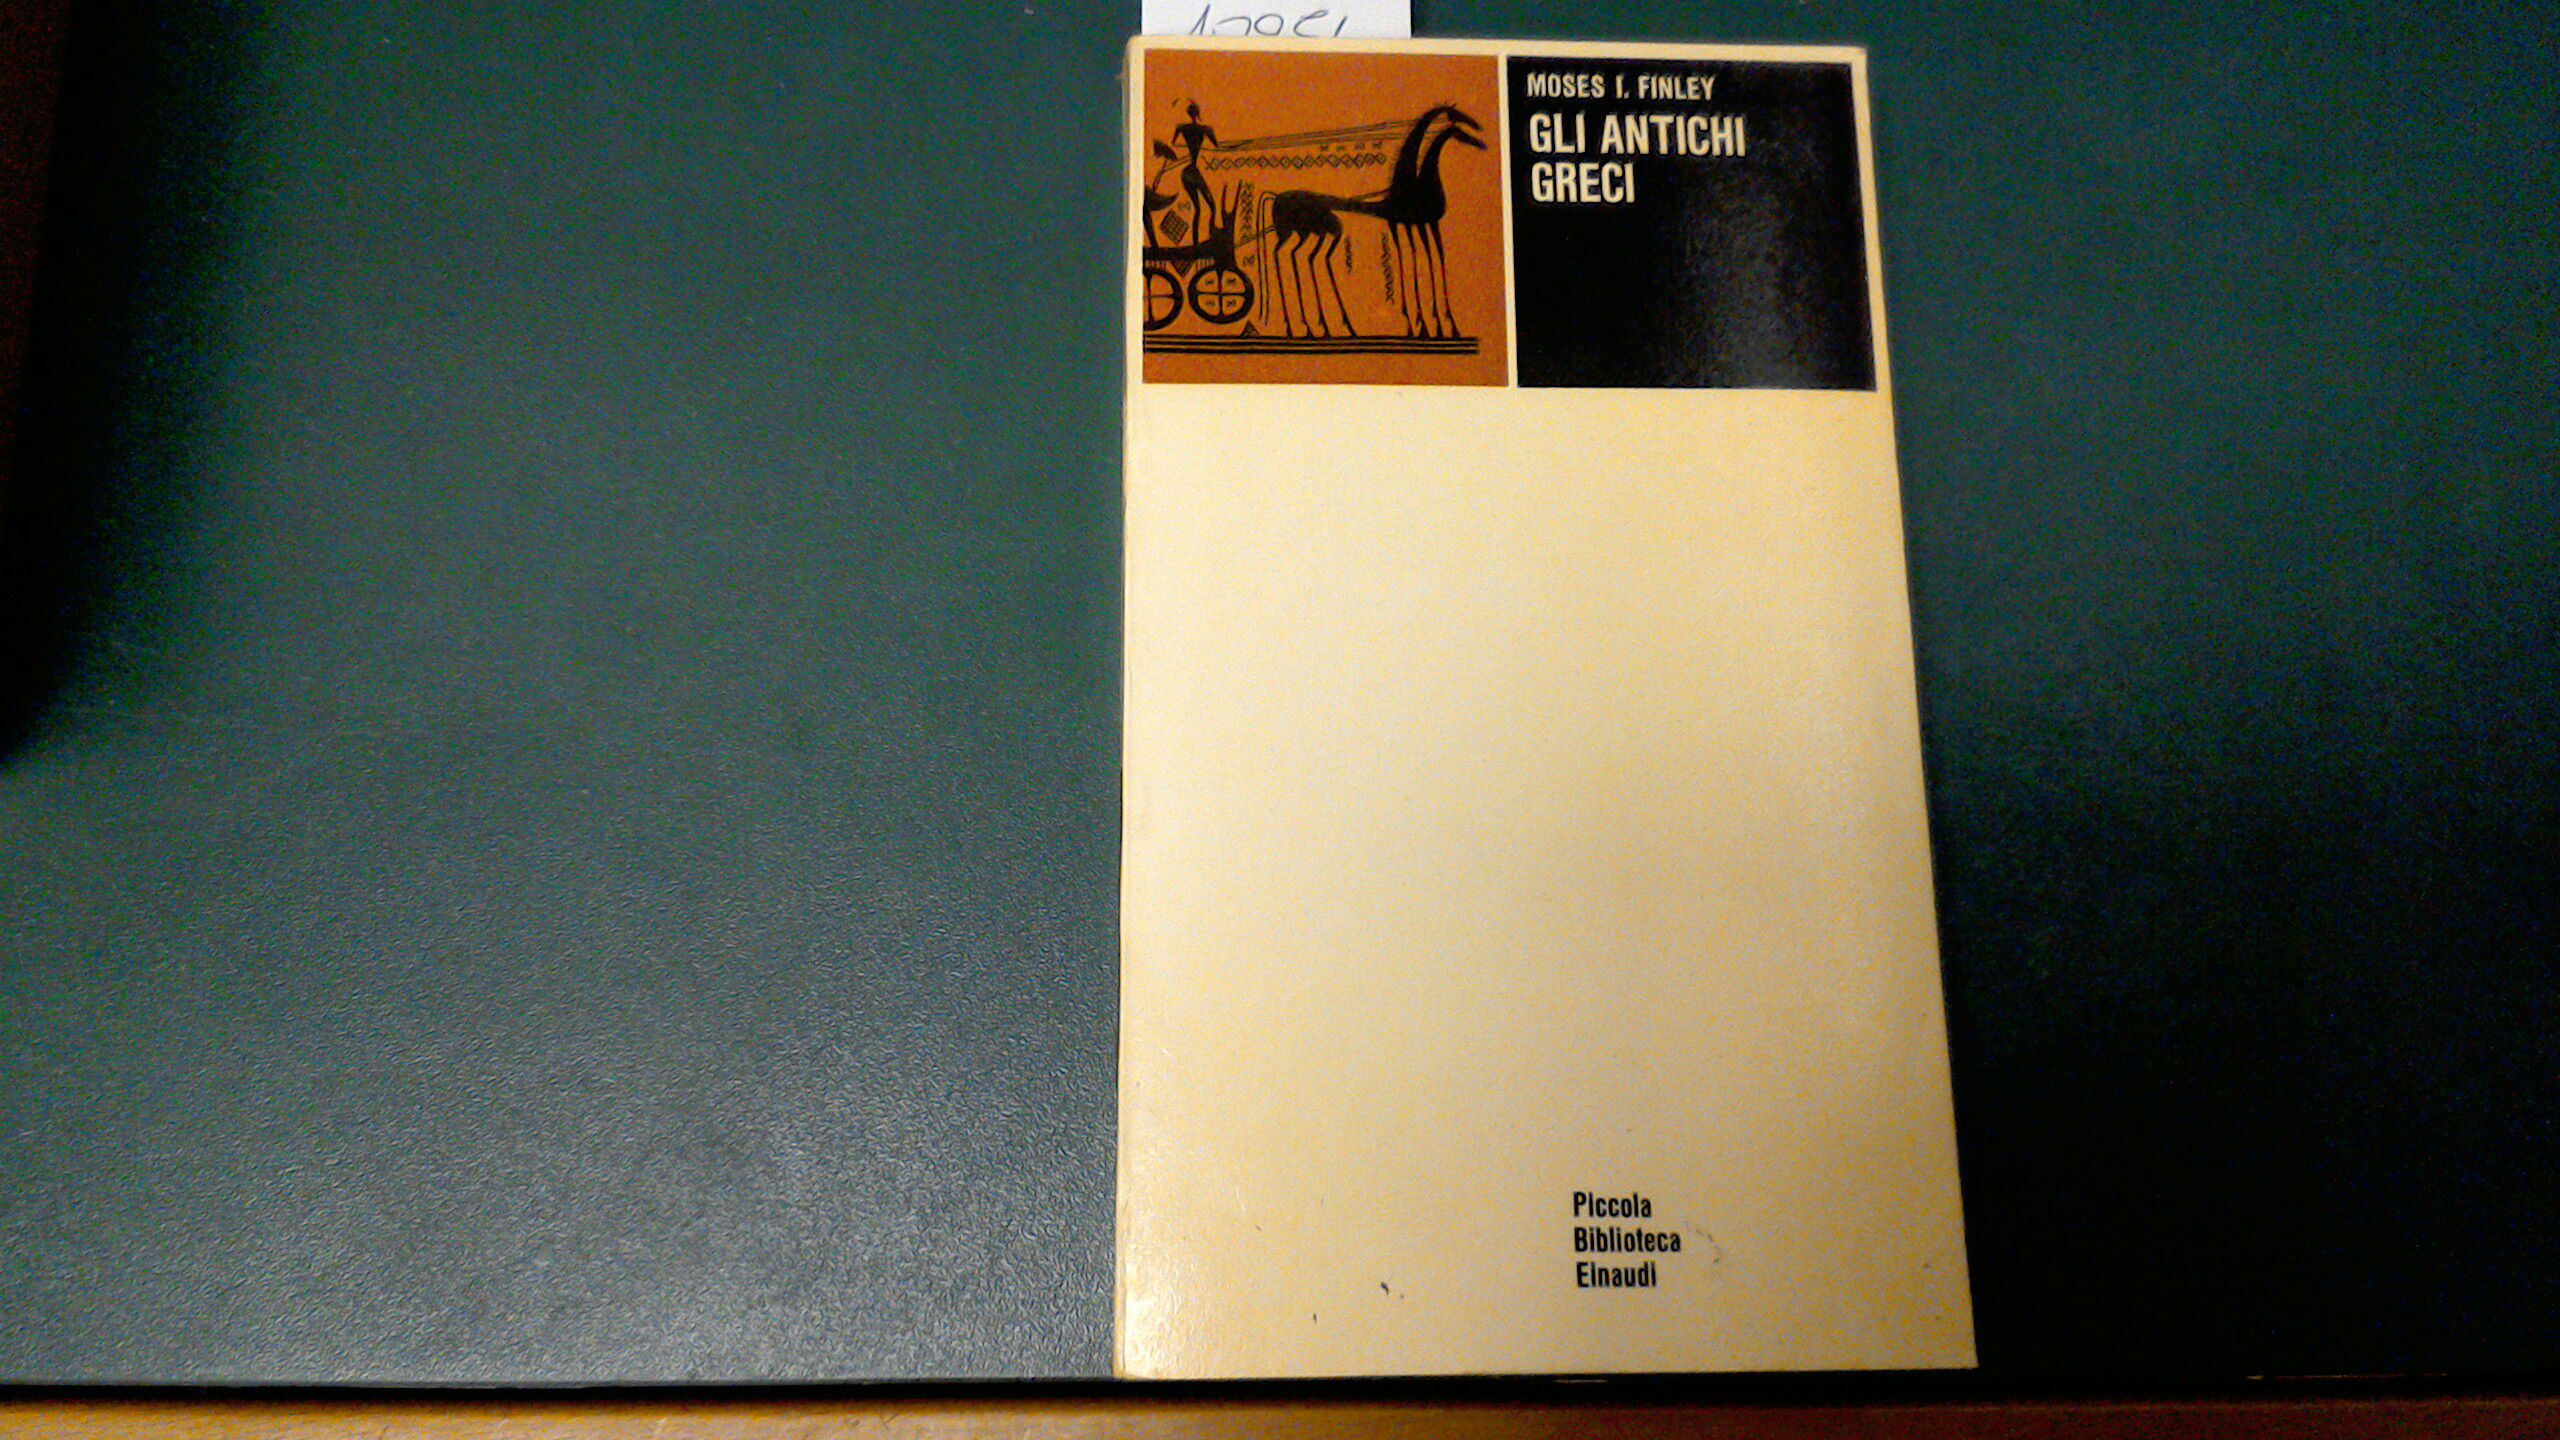 MOSES I. FINLEY
GLI ANTICHI
GRECI
Piccola
Biblioteca
Einaudi